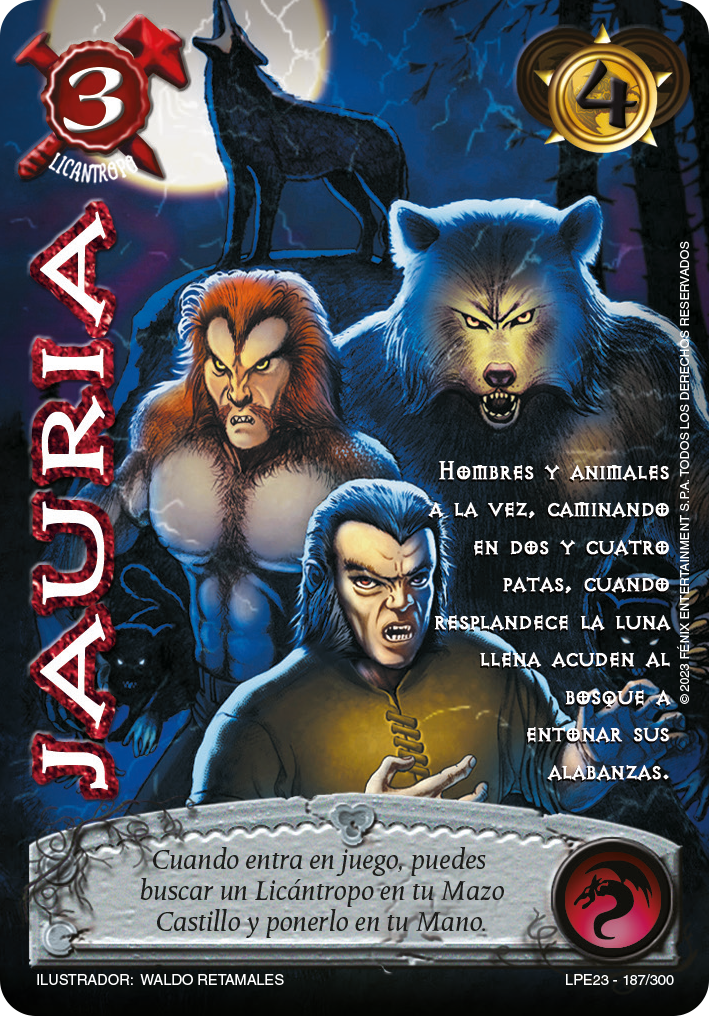 3
LICANTROPO
4
JAURIA
Hombres y animales
a la vez, caminando
en dos y cuatro
patas, cuando
resplandece la luna
llena acuden al
bosque a
entonar sus
alabanzas.
© 2023 FÉNIX ENTERTAINMENT S.P.A. TODOS LOS DERECHOS RESERVADOS
Cuando entra en juego, puedes
buscar un Licántropo en tu Mazo
Castillo y ponerlo en tu Mano.
ILUSTRADOR: WALDO RETAMALES
LPE23 - 187/300